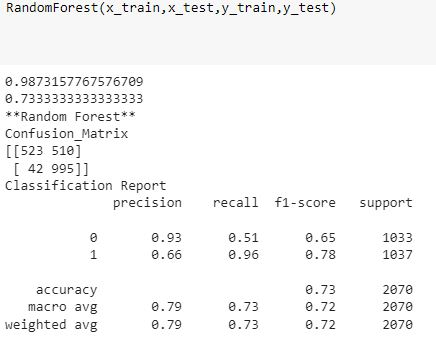 RandomForest(x_train,x_test,y_train,y_test)
0.9873157767576709
0.7333333333333333
**Random Forest**
Confusion_Matrix
[[523 510]
 [ 42 995]]
Classification Report
              precision    recall  f1-score   support

           0       0.93      0.51      0.65      1033
           1       0.66      0.96      0.78      1037

    accuracy                           0.73      2070
   macro avg       0.79      0.73      0.72      2070
weighted avg       0.79      0.73      0.72      2070